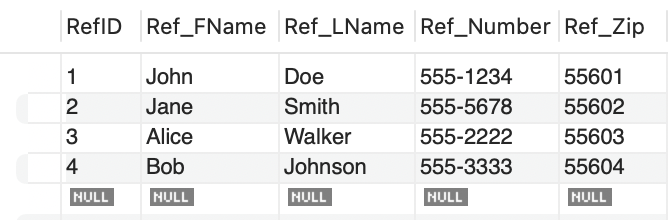 RefID Ref_FName Ref_LName Ref_Number Ref_Zip
1 John Doe 555-1234 55601
2 Jane Smith 555-5678 55602
3 Alice Walker 555-2222 55603
4 Bob Johnson 555-3333 55604
NULL NULL NULL NULL NULL